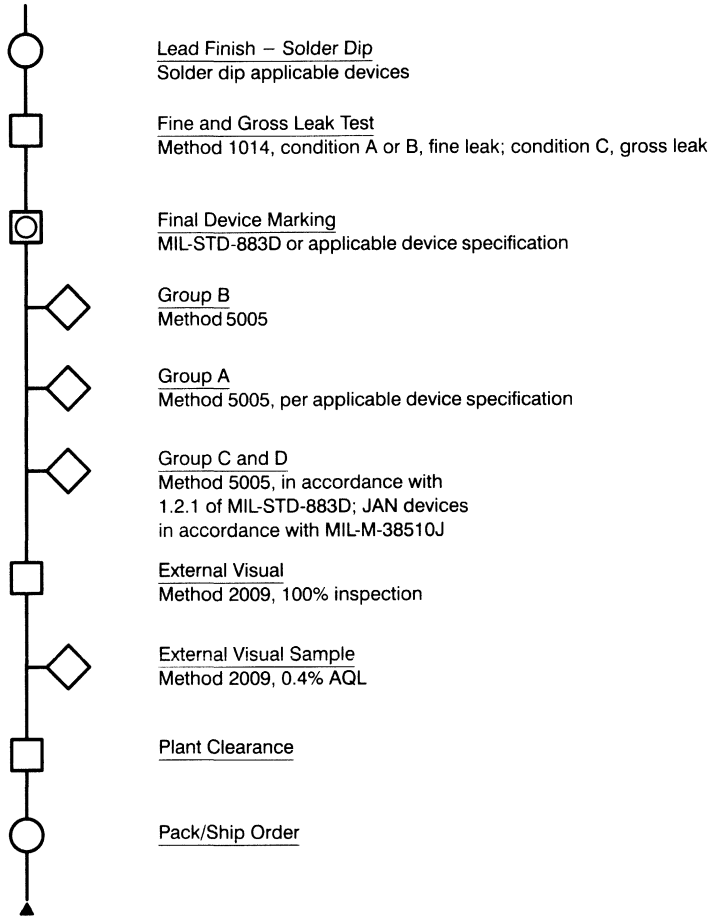 Lead Finish – Solder Dip
Solder dip applicable devices
Fine and Gross Leak Test
Method 1014, condition A or B, fine leak; condition C, gross leak
Final Device Marking
MIL-STD-883D or applicable device specification
Group B
Method 5005
Group A
Method 5005, per applicable device specification
Group C and D
Method 5005, in accordance with
1.2.1 of MIL-STD-883D; JAN devices
in accordance with MIL-M-38510J
External Visual
Method 2009, 100% inspection
External Visual Sample
Method 2009, 0.4% AQL
Plant Clearance
Pack/Ship Order